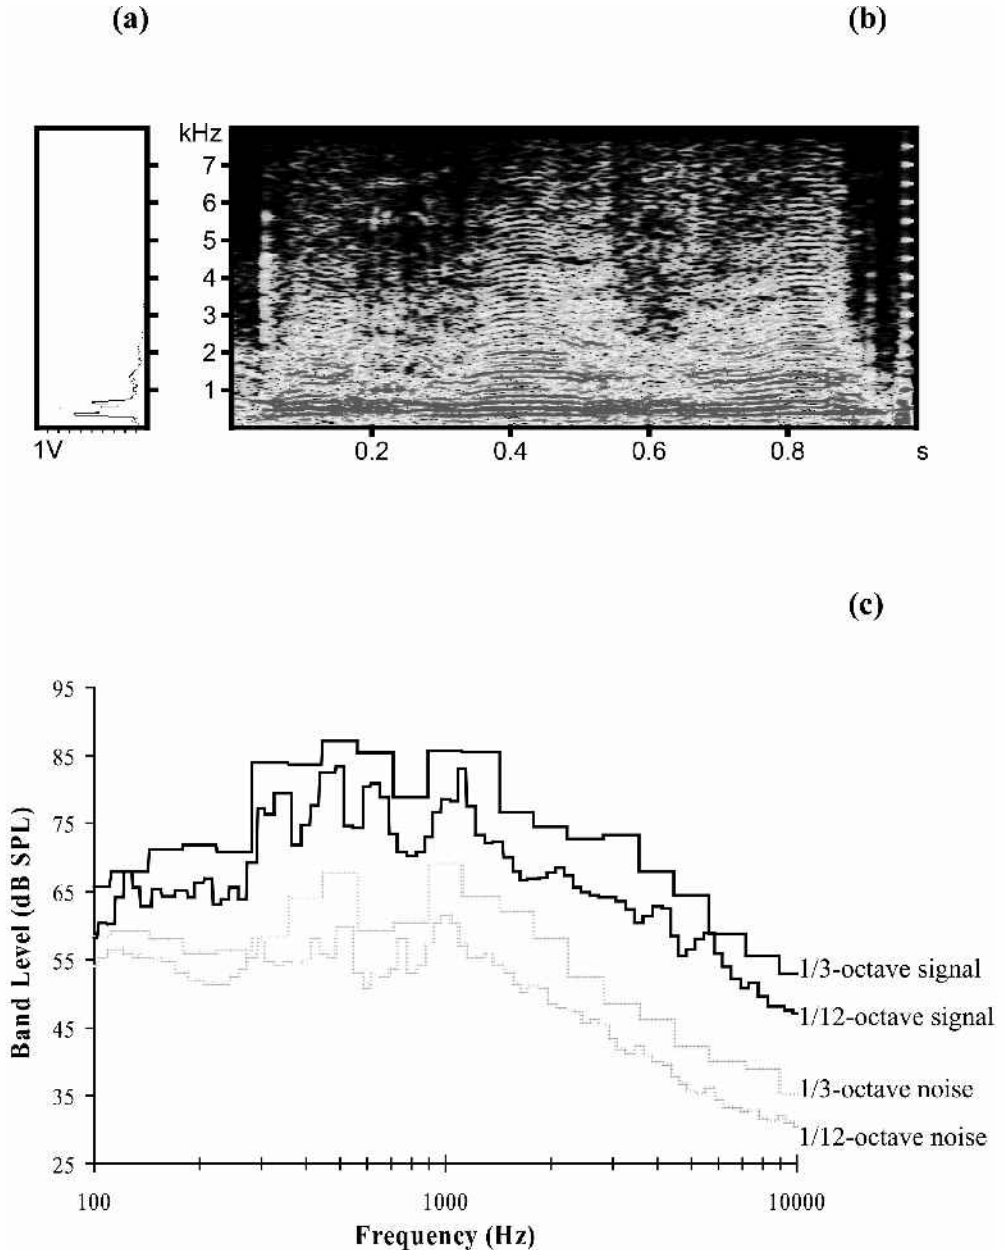 (a)
(b)
kHz
7
6
5
4
3
2
1
1V
0.2 0.4 0.6 0.8 s
(c)
95
85
75
65
55
45
35
25
Band Level (dB SPL)
1/3-octave signal
1/12-octave signal
1/3-octave noise
1/12-octave noise
100 1000 10000
Frequency (Hz)